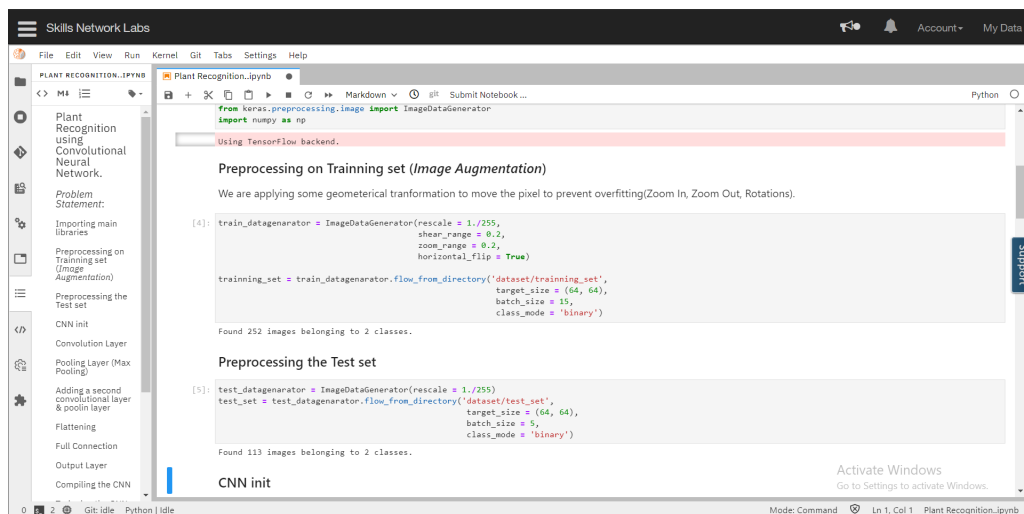 Skills Network Labs
Account
My Data
File Edit View Run Kernel Git Tabs Settings Help
PLANT RECOGNITION..IPYNB
Plant Recognition..ipynb
Markdown
git
Submit Notebook ...
Python
Plant
Recognition
using
Convolutional
Neural
Network.
Problem
Statement:
Importing main
libraries
Preprocessing on
Trainning set
(Image
Augmentation)
Preprocessing the
Test set
CNN init
Convolution Layer
Pooling Layer (Max
Pooling)
Adding a second
convolutional layer
& poolin layer
Flattening
Full Connection
Output Layer
Compiling the CNN
from keras.preprocessing.image import ImageDataGenerator
import numpy as np
Using TensorFlow backend.
Preprocessing on Trainning set (Image Augmentation)
We are applying some geometerical tranformation to move the pixel to prevent overfitting(Zoom In, Zoom Out, Rotations).
[4]: train_datagenarator = ImageDataGenerator(rescale = 1./255,
shear_range = 0.2,
zoom_range = 0.2,
horizontal_flip = True)
trainning_set = train_datagenarator.flow_from_directory('dataset/trainning_set',
target_size = (64, 64),
batch_size = 15,
class_mode = 'binary')
Found 252 images belonging to 2 classes.
Preprocessing the Test set
[5]: test_datagenarator = ImageDataGenerator(rescale = 1./255)
test_set = test_datagenarator.flow_from_directory('dataset/test_set',
target_size = (64, 64),
batch_size = 5,
class_mode = 'binary')
Found 113 images belonging to 2 classes.
CNN init
Support
Activate Windows
Go to Settings to activate Windows.
0 2 Git: idle Python | Idle
Mode: Command Ln 1, Col 1 Plant Recognition..ipynb